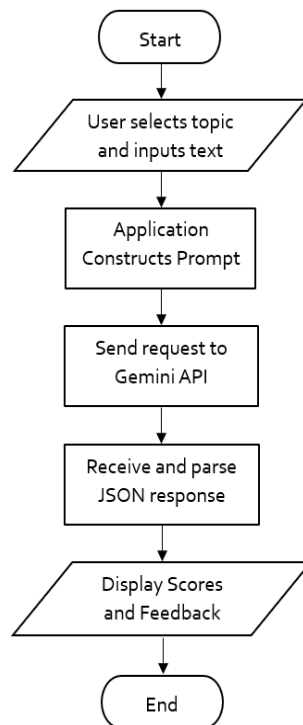 Start
User selects topic
and inputs text
Application
Constructs Prompt
Send request to
Gemini API
Receive and parse
JSON response
Display Scores
and Feedback
End